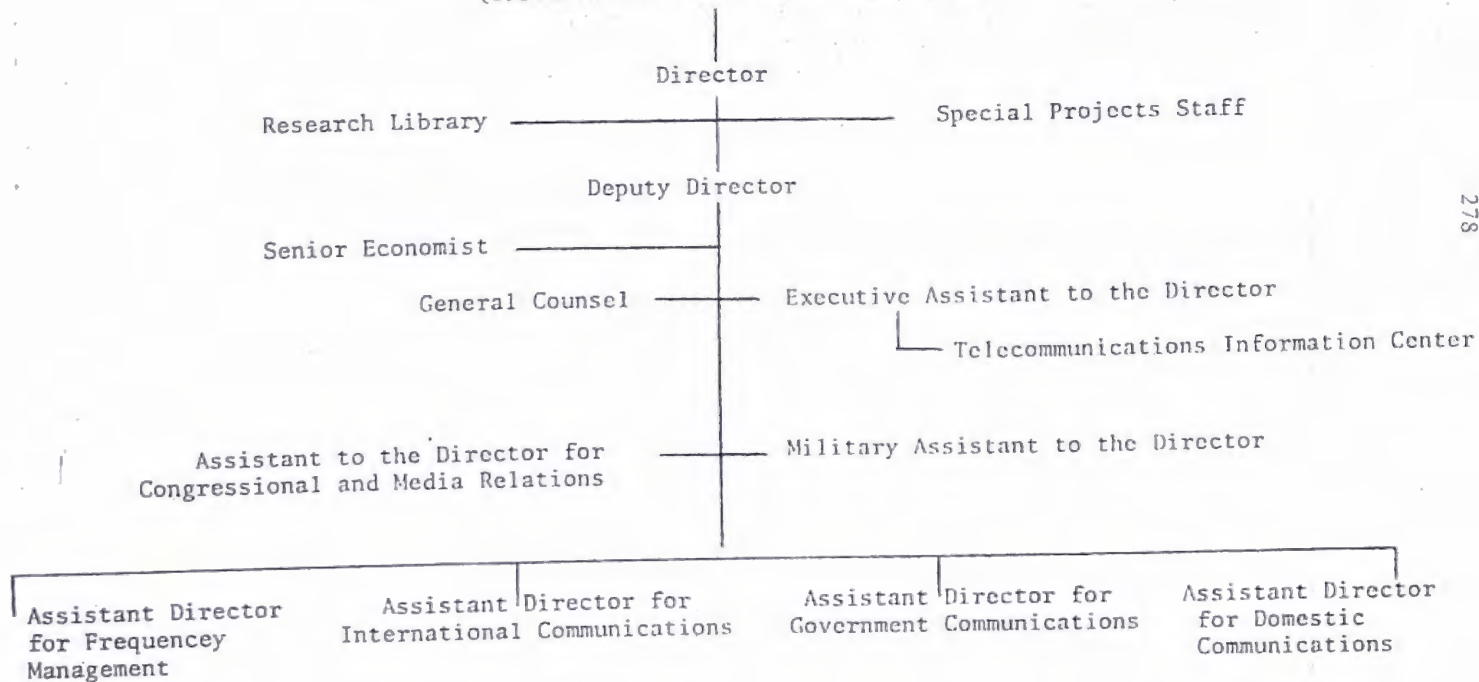 Director
Research Library
Special Projects Staff
Deputy Director
278
Senior Economist
General Counsel
Executive Assistant to the Director
Telecommunications Information Center
Assistant to the Director for
Congressional and Media Relations
Military Assistant to the Director
Assistant Director
for Frequencey
Management
Assistant Director for
International Communications
Assistant Director for
Government Communications
Assistant Director
for Domestic
Communications